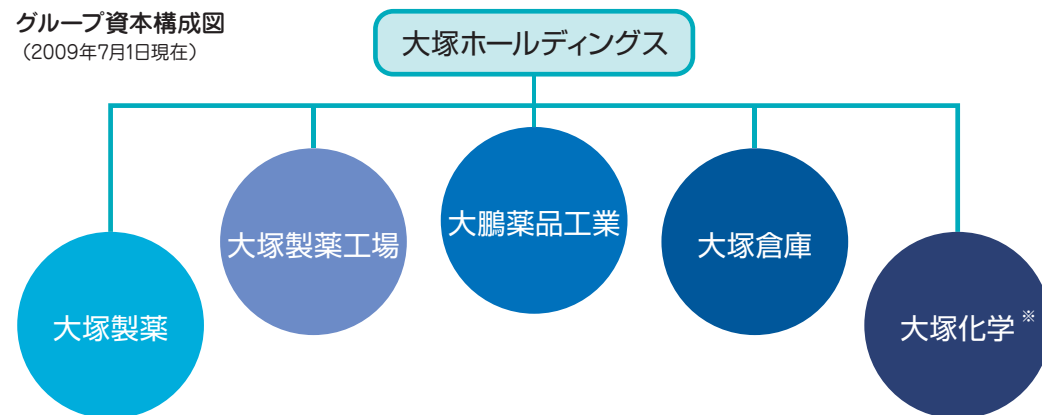 グループ資本構成図
（2009年7月1日現在）
大塚ホールディングス
大塚製薬
大塚製薬工場
大鵬薬品工業
大塚倉庫
大塚化学※